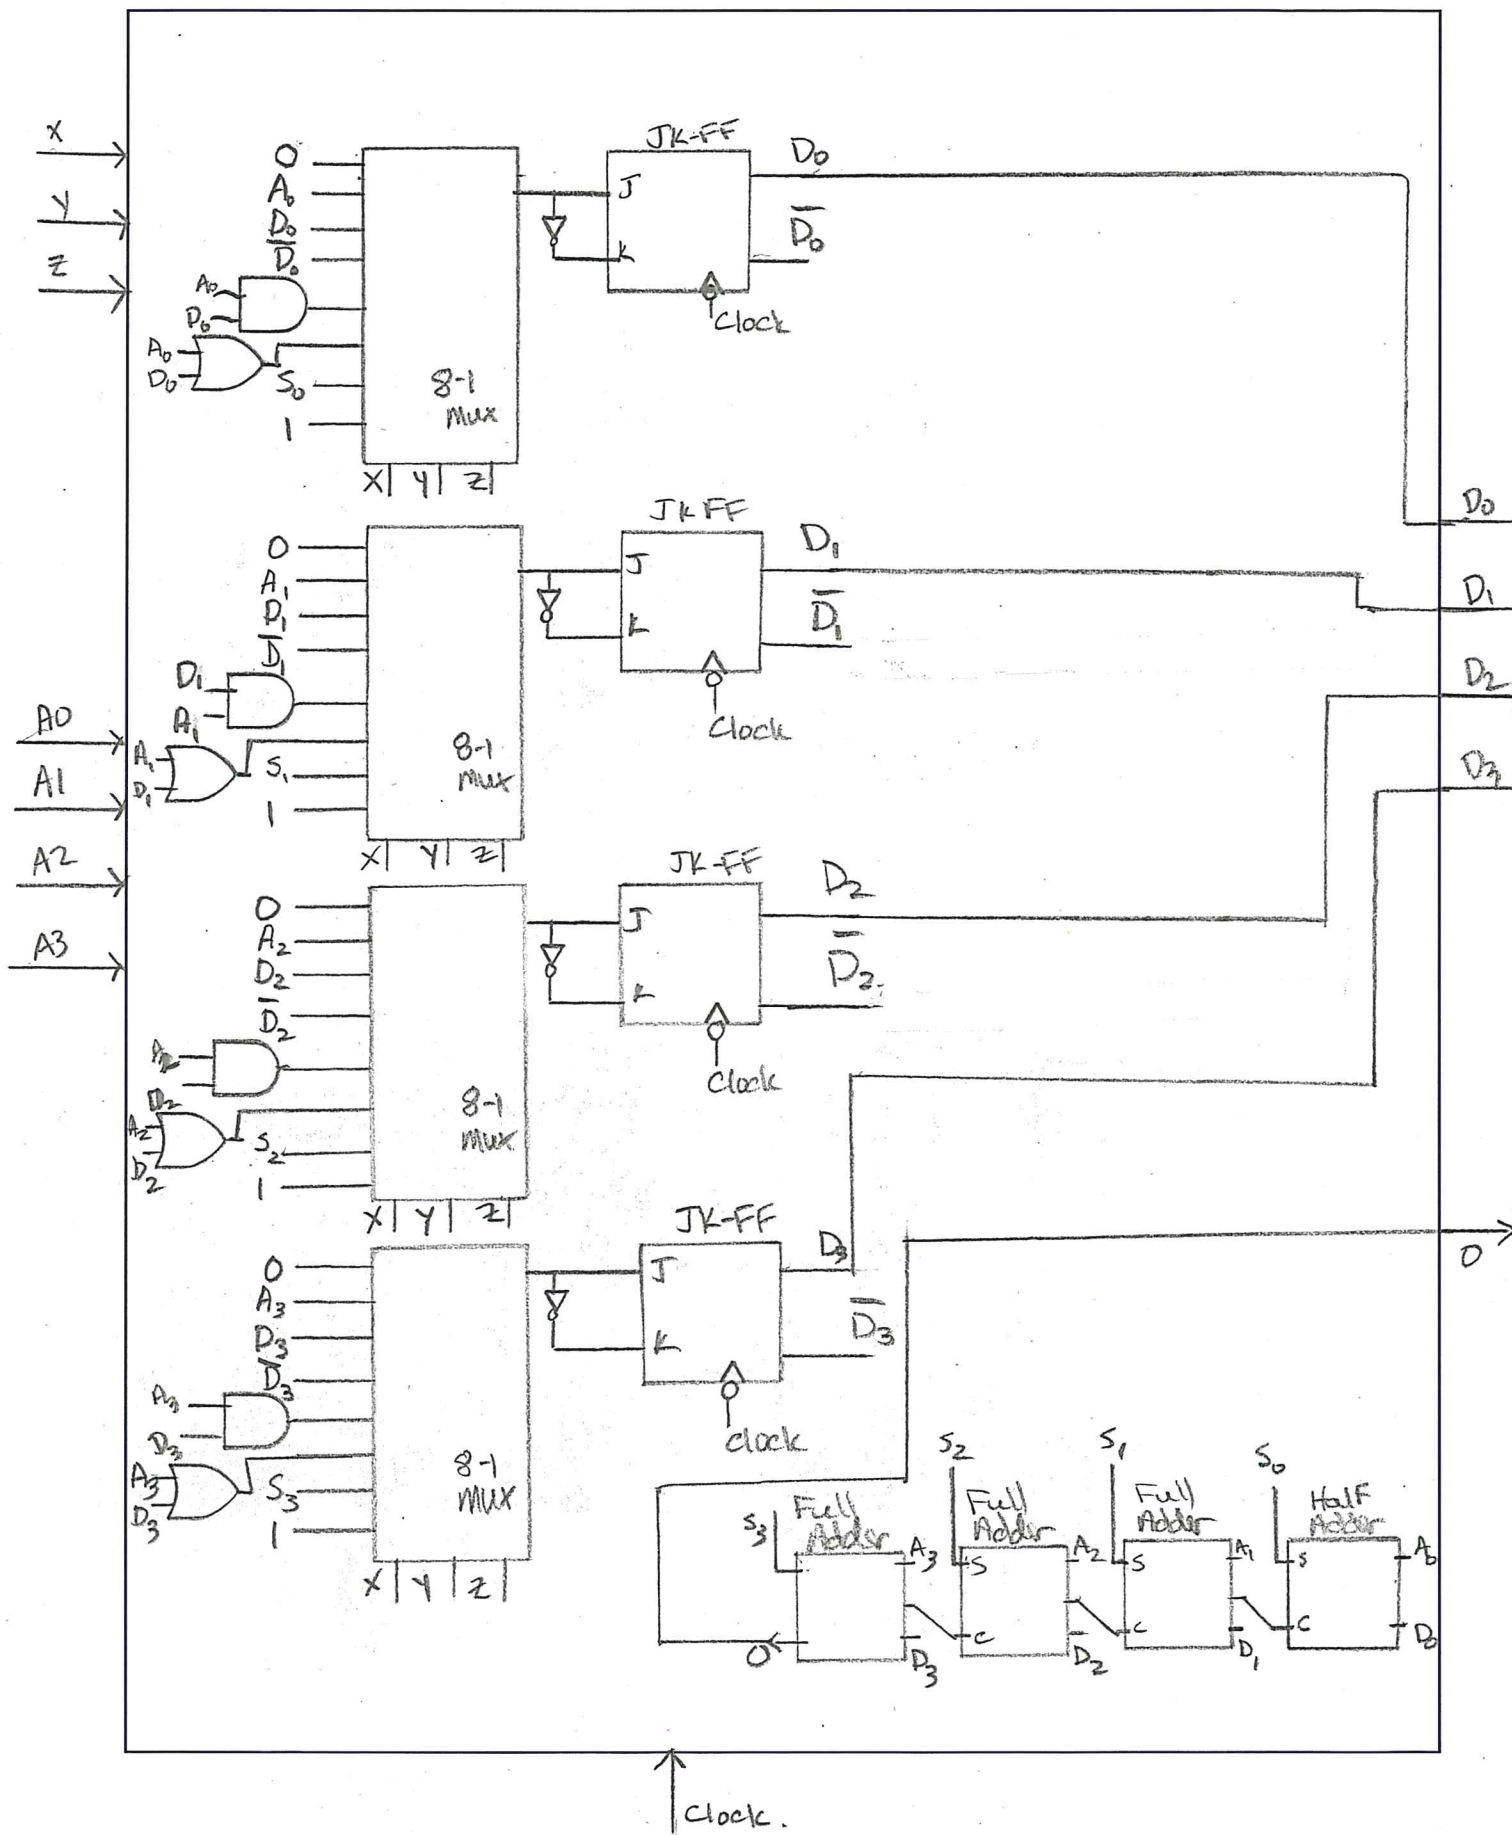 X
Y
Z
A0
A1
A2
A3
JK-FF
0
A₀
D₀
D̅₀
A₀
D₀
A₀
D₀
S₀
1
8-1
Mux
X Y Z
J
K
Clock
D₀
D̅₀
JK FF
0
A₁
D₁
D̅₁
D₁
A₁
A₁
D₁
S₁
1
8-1
Mux
X Y Z
J
K
Clock
D₁
D̅₁
JK-FF
0
A₂
D₂
D̅₂
A₂
D₂
A₂
D₂
S₂
1
8-1
Mux
X Y Z
J
K
Clock
D₂
D̅₂
JK-FF
0
A₃
D₃
D̅₃
A₃
D₃
A₃
D₃
S₃
1
8-1
Mux
X Y Z
J
K
Clock
D₃
D̅₃
D₀
D₁
D₂
D₃
O
S₃
Full
Adder
A₃
D₃
O
S₂
Full
Adder
S
C
A₂
D₂
S₁
Full
Adder
S
C
A₁
D₁
S₀
Half
Adder
S
C
A₀
D₀
Clock.